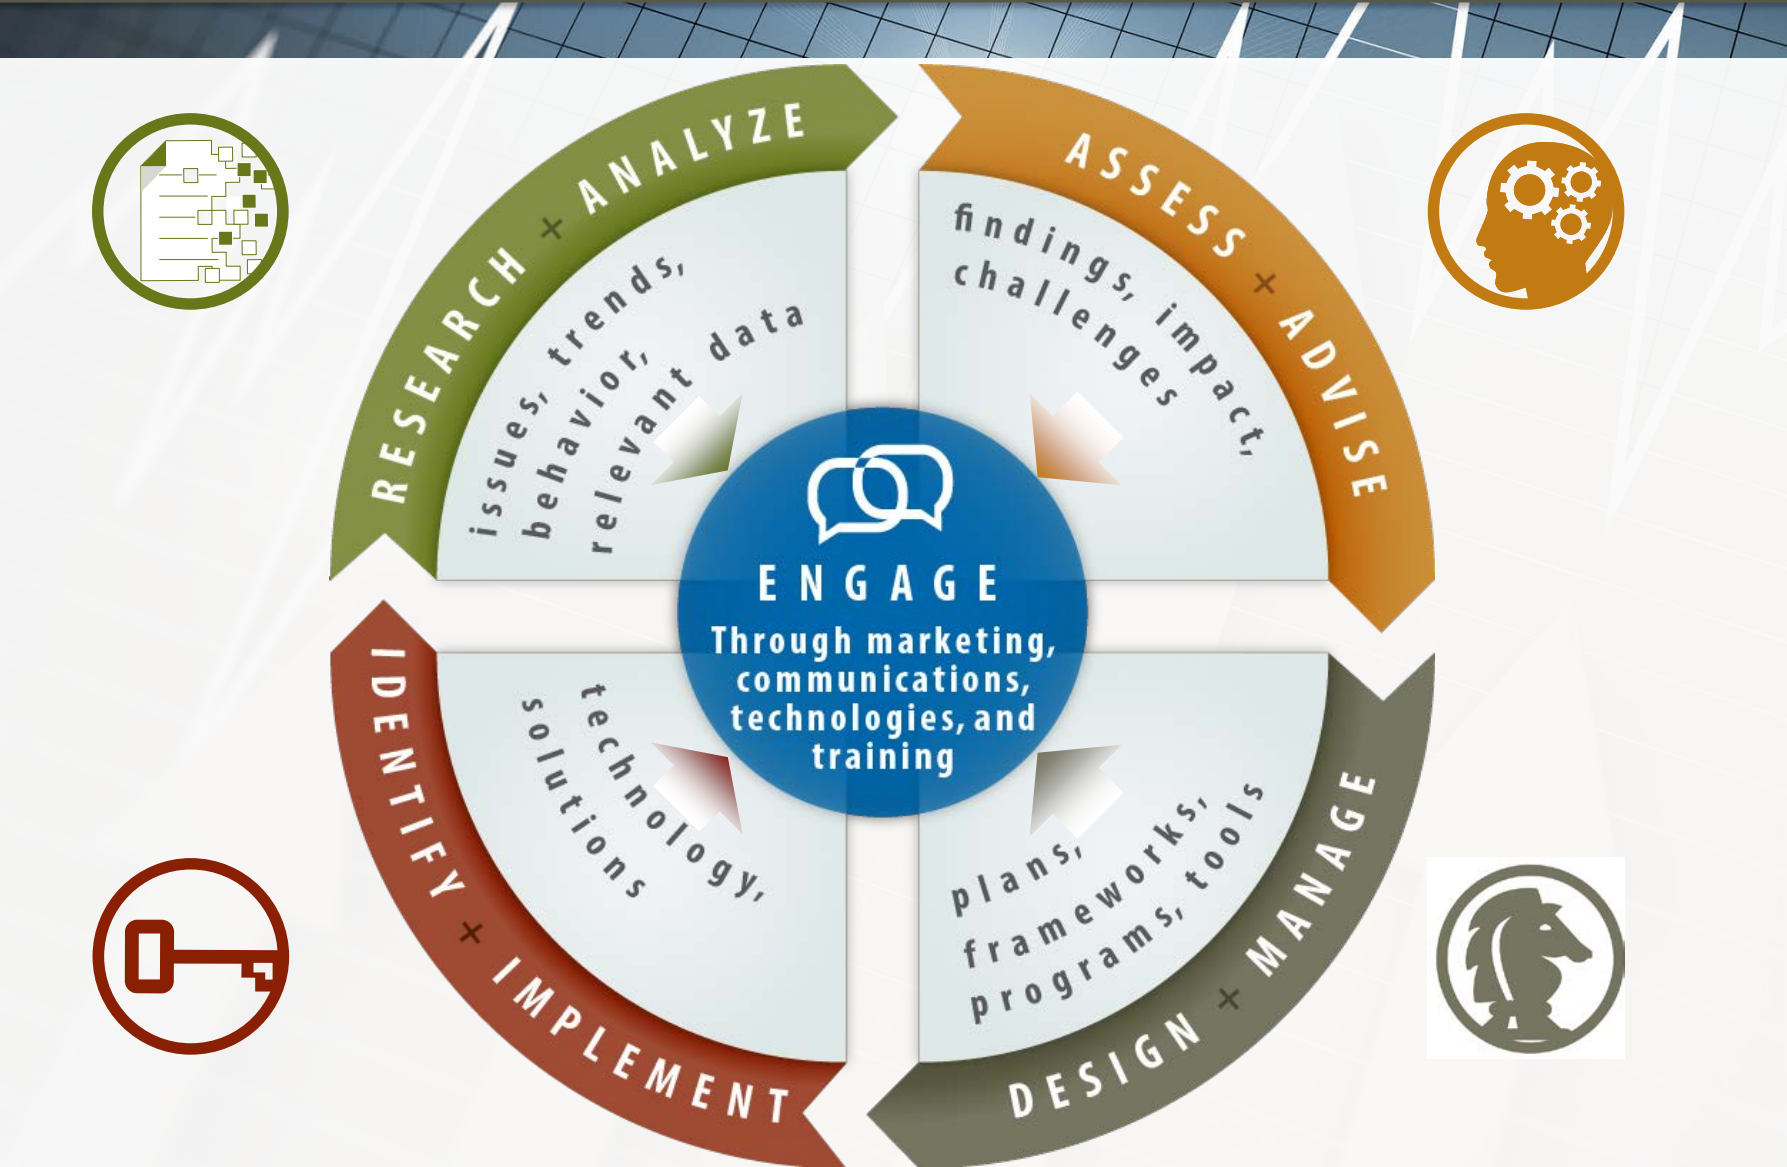 RESEARCH + ANALYZE
issues, trends,
behavior,
relevant data
ASSESS + ADVISE
findings, impact,
challenges
ENGAGE
Through marketing,
communications,
technologies, and
training
IDENTIFY + IMPLEMENT
technology,
solutions
DESIGN + MANAGE
plans,
frameworks,
programs, tools